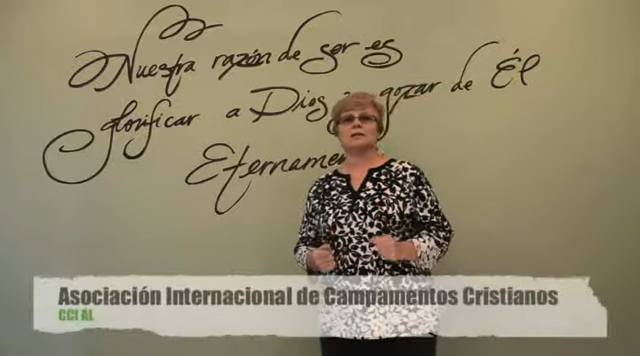 Nuestra razón de ser es
glorificar a Dios gozar de Él
Eternamen
Asociación Internacional de Campamentos Cristianos
CCI AL